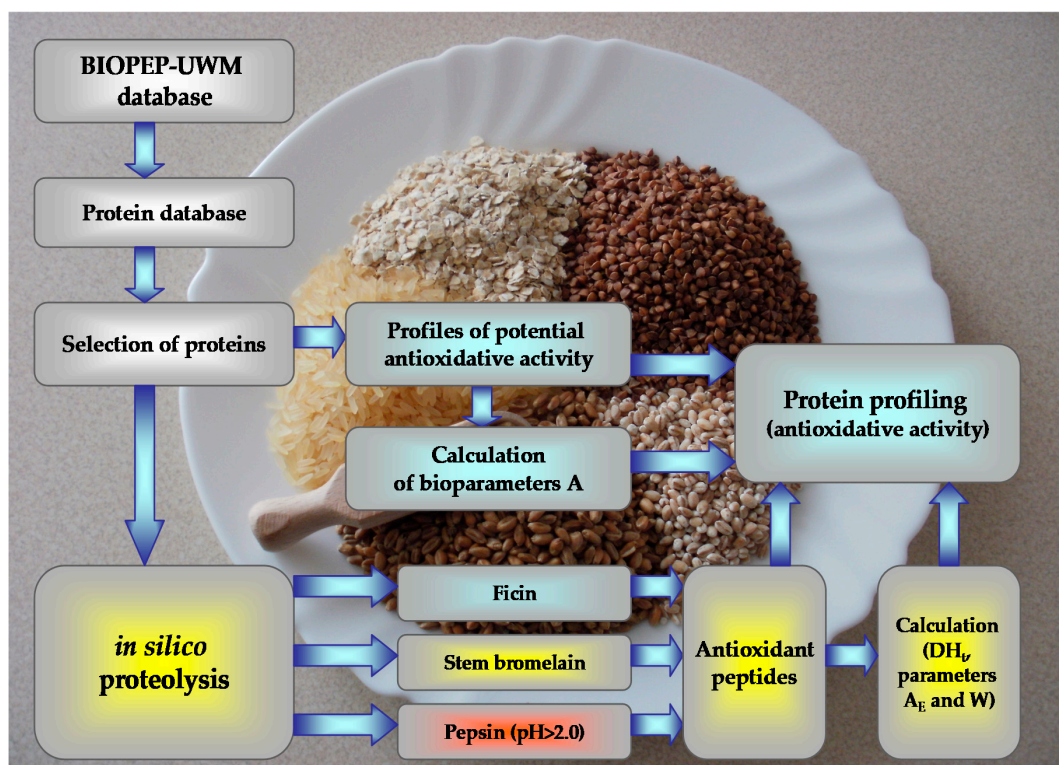 BIOPEP-UWM
database
Protein database
Selection of proteins
Profiles of potential
antioxidative activity
Calculation
of bioparameters A
Protein profiling
(antioxidative activity)
in silico
proteolysis
Ficin
Stem bromelain
Pepsin (pH>2.0)
Antioxidant
peptides
Calculation
(DHt,
parameters
AE and W)